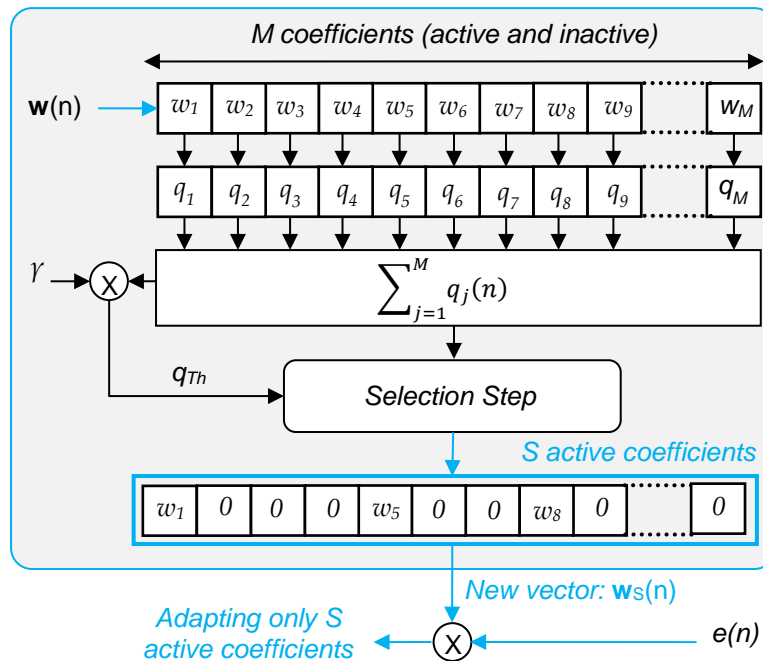 M coefficients (active and inactive)
w(n)
w1 w2 w3 w4 w5 w6 w7 w8 w9 wM
q1 q2 q3 q4 q5 q6 q7 q8 q9 qM
γ X
∑_{j=1}^{M} q_j(n)
qTh
Selection Step
S active coefficients
w1 0 0 0 w5 0 0 w8 0 0
New vector: wS(n)
Adapting only S
active coefficients
X
e(n)